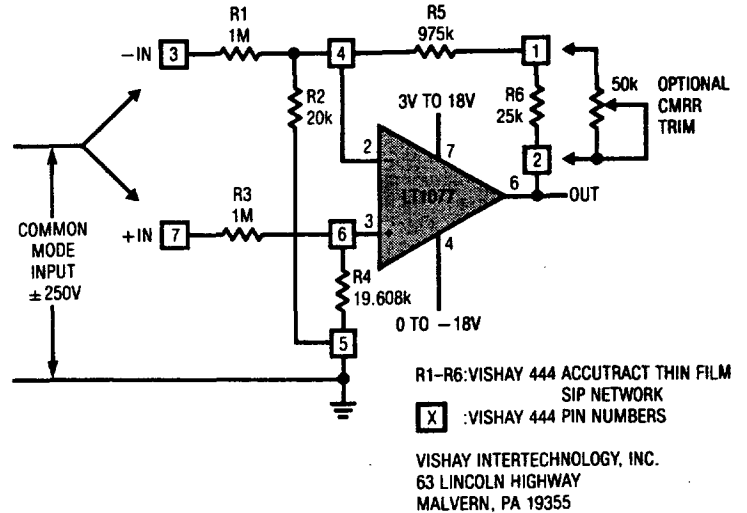 R1
1M
R5
975k
−IN 3
4
1
R2
20k
3V TO 18V
R6
25k
50k
OPTIONAL
CMRR
TRIM
2
7
2
LT1077
6
OUT
COMMON
MODE
INPUT
±250V
R3
1M
+IN 7
6
3
4
R4
19.608k
0 TO −18V
5
R1–R6:VISHAY 444 ACCUTRACT THIN FILM
SIP NETWORK
X :VISHAY 444 PIN NUMBERS
VISHAY INTERTECHNOLOGY, INC.
63 LINCOLN HIGHWAY
MALVERN, PA 19355